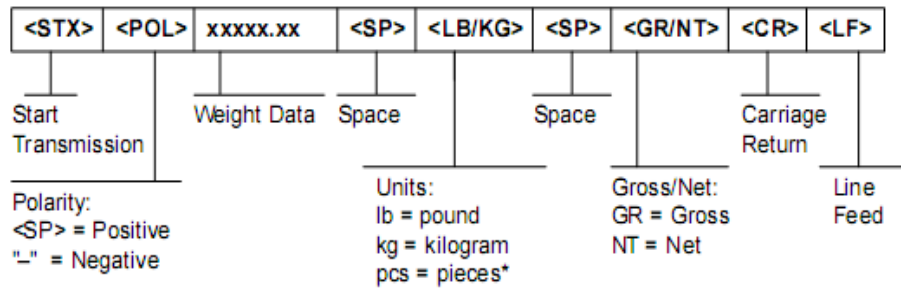 <STX> <POL> xxxxx.xx <SP> <LB/KG> <SP> <GR/NT> <CR> <LF>
Start
Transmission
Weight Data
Space
Space
Carriage
Return
Polarity:
<SP> = Positive
"–" = Negative
Units:
lb = pound
kg = kilogram
pcs = pieces*
Gross/Net:
GR = Gross
NT = Net
Line
Feed